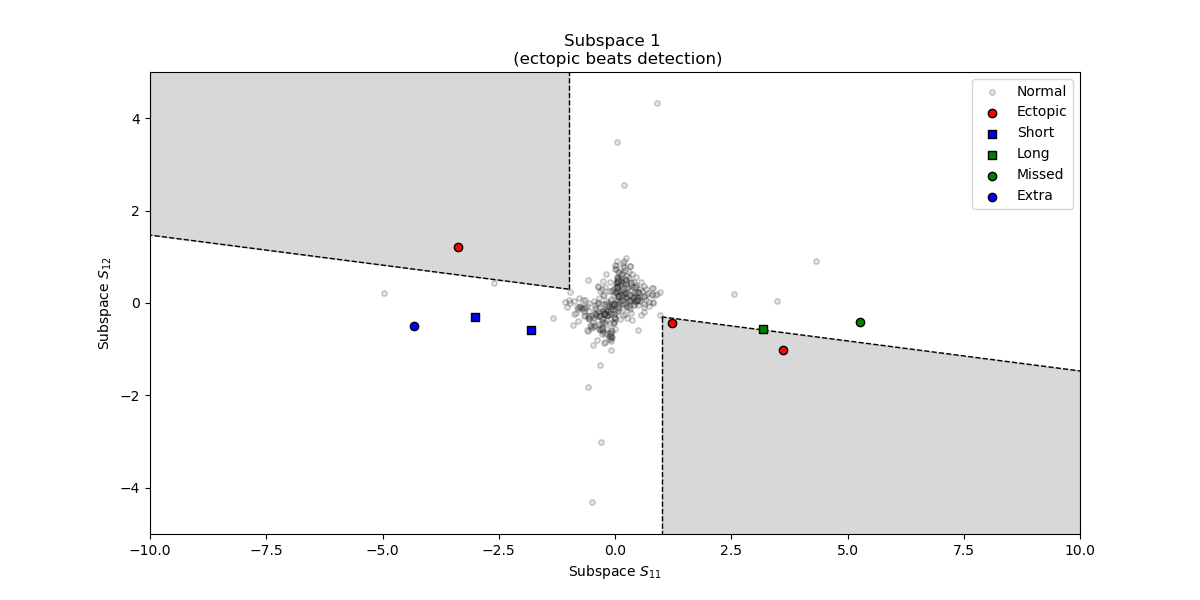 Subspace 1
(ectopic beats detection)
Normal
Ectopic
Short
Long
Missed
Extra
4
2
0
−2
−4
Subspace S₁₂
−10.0
−7.5
−5.0
−2.5
0.0
2.5
5.0
7.5
10.0
Subspace S₁₁